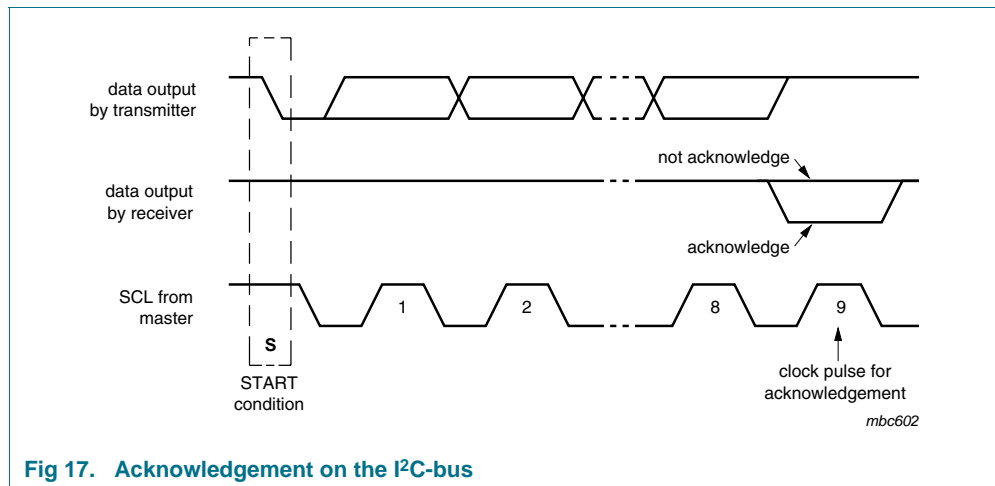 data output
by transmitter
not acknowledge
data output
by receiver
acknowledge
SCL from
master
1
2
8
9
S
START
condition
clock pulse for
acknowledgement
mbc602
Fig 17. Acknowledgement on the I²C-bus